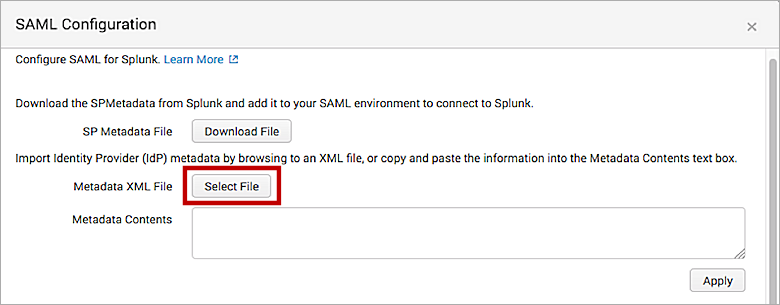 SAML Configuration
Configure SAML for Splunk. Learn More
Download the SPMetadata from Splunk and add it to your SAML environment to connect to Splunk.
SP Metadata File Download File
Import Identity Provider (IdP) metadata by browsing to an XML file, or copy and paste the information into the Metadata Contents text box.
Metadata XML File Select File
Metadata Contents
Apply